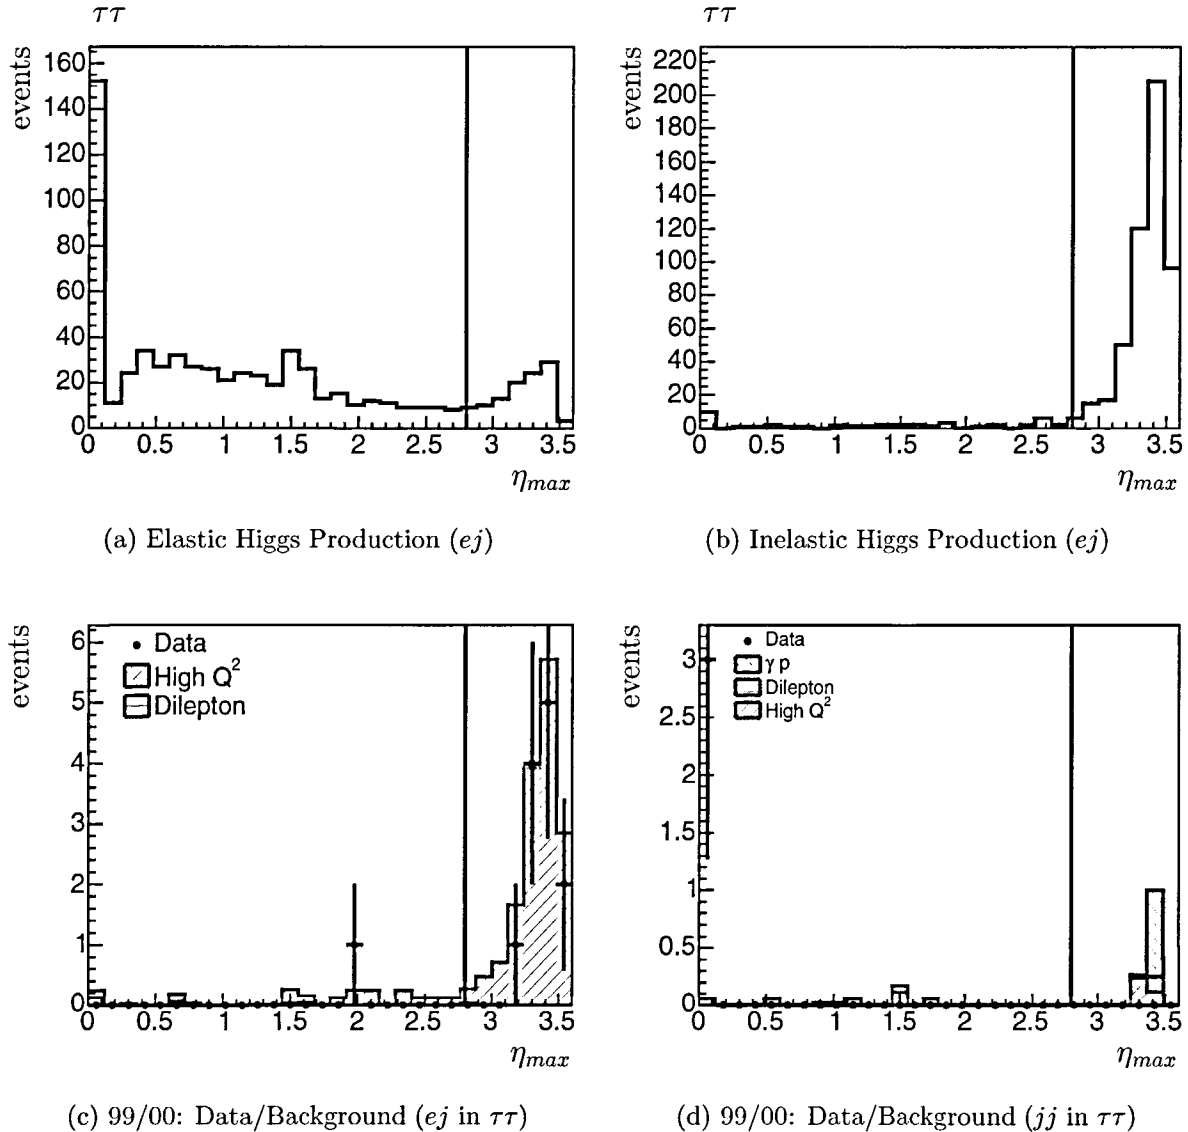 ττ
events
160
140
120
100
80
60
40
20
0
0 0.5 1 1.5 2 2.5 3 3.5
η_max
(a) Elastic Higgs Production (ej)
ττ
events
220
200
180
160
140
120
100
80
60
40
20
0
0 0.5 1 1.5 2 2.5 3 3.5
η_max
(b) Inelastic Higgs Production (ej)
events
6
5
4
3
2
1
0
Data
High Q²
Dilepton
0 0.5 1 1.5 2 2.5 3 3.5
η_max
(c) 99/00: Data/Background (ej in ττ)
events
3
2.5
2
1.5
1
0.5
0
Data
γ p
Dilepton
High Q²
0 0.5 1 1.5 2 2.5 3 3.5
η_max
(d) 99/00: Data/Background (jj in ττ)